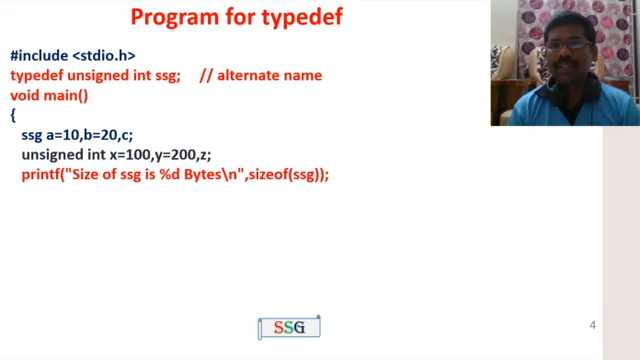 Program for typedef
#include <stdio.h>
typedef unsigned int ssg; // alternate name
void main()
{
ssg a=10,b=20,c;
unsigned int x=100,y=200,z;
printf("Size of ssg is %d Bytes\n",sizeof(ssg));
SSG
4